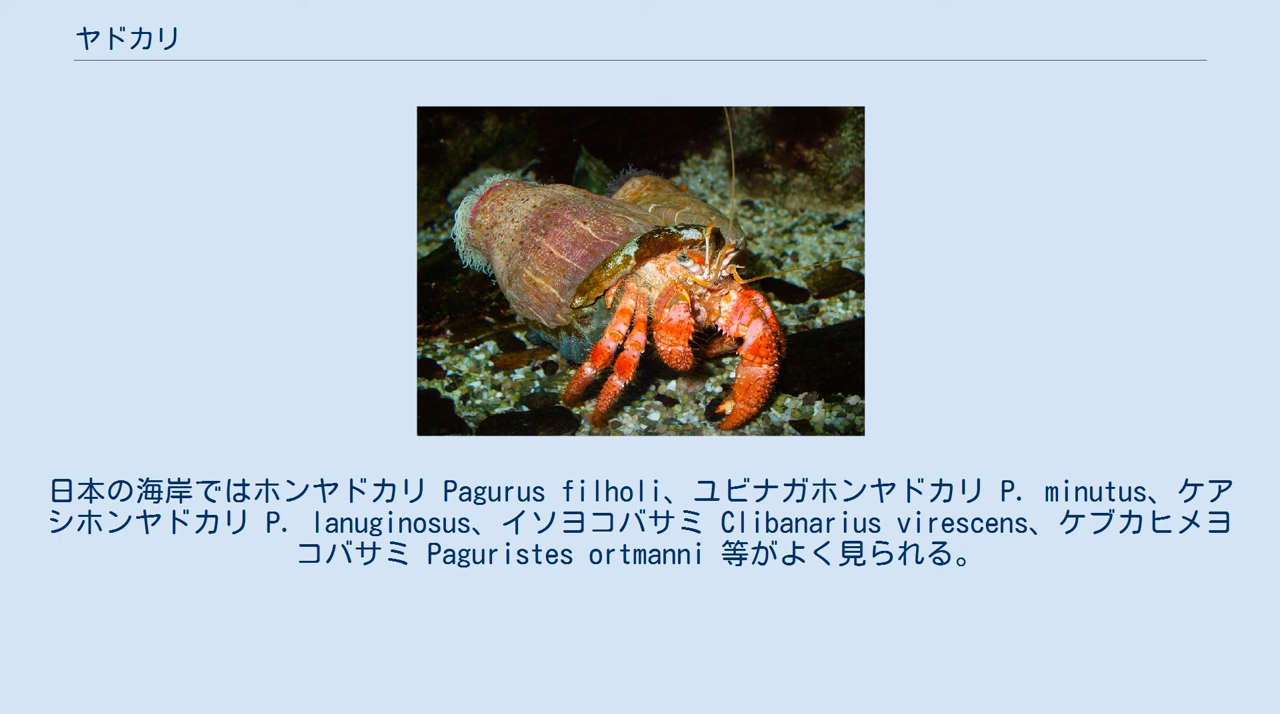 ヤドカリ
日本の海岸ではホンヤドカリ Pagurus filholi、ユビナガホンヤドカリ P. minutus、ケア
シホンヤドカリ P. lanuginosus、イソヨコバサミ Clibanarius virescens、ケブカヒメヨ
コバサミ Paguristes ortmanni 等がよく見られる。